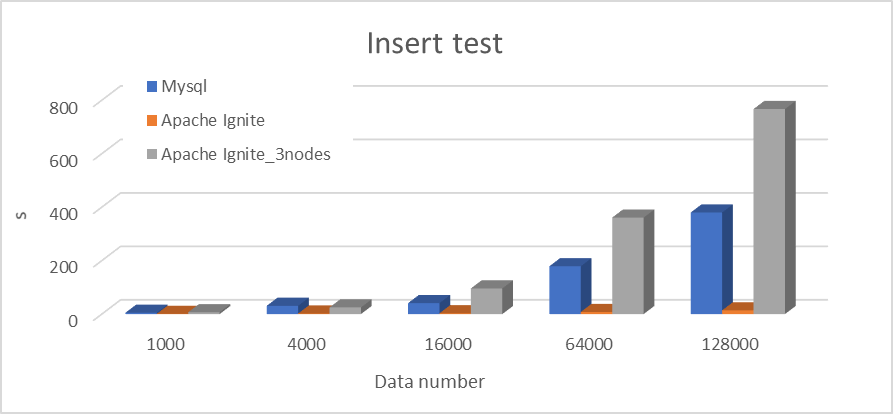 Insert test
Mysql
Apache Ignite
Apache Ignite_3nodes
800
600
400
200
0
s
1000 4000 16000 64000 128000
Data number